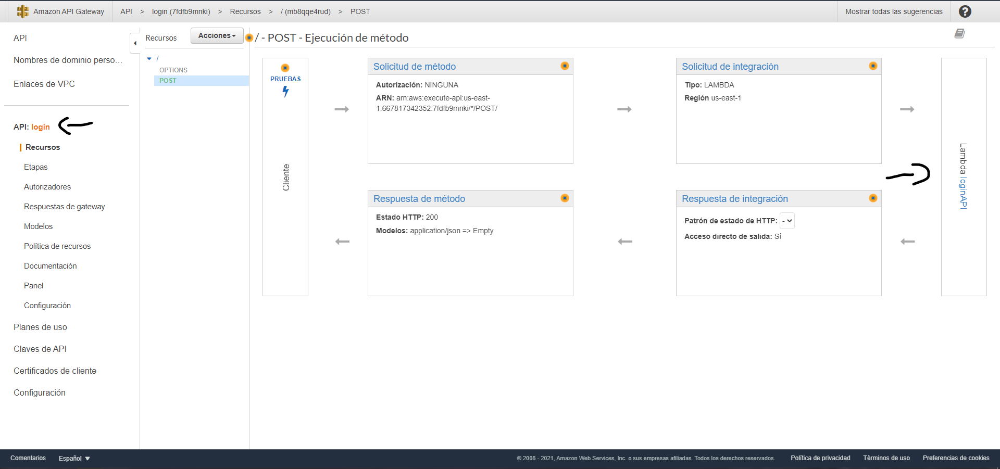 Amazon API Gateway
API > login (7fdfb9mnki) > Recursos > / (mb8qqe4rud) > POST
Mostrar todas las sugerencias
?
API
Nombres de dominio perso...
Enlaces de VPC
API: login
Recursos
Etapas
Autorizadores
Respuestas de gateway
Modelos
Política de recursos
Documentación
Panel
Configuración
Planes de uso
Claves de API
Certificados de cliente
Configuración
Recursos
Acciones
/
OPTIONS
POST
/ - POST - Ejecución de método
PRUEBAS
Cliente
Solicitud de método
Autorización: NINGUNA
ARN: arn:aws:execute-api:us-east-
1:667817342352:7fdfb9mnki/*/POST/
Solicitud de integración
Tipo: LAMBDA
Región us-east-1
Lambda loginAPI
Respuesta de método
Estado HTTP: 200
Modelos: application/json => Empty
Respuesta de integración
Patrón de estado de HTTP: -
Acceso directo de salida: Sí
Comentarios
Español
© 2008 - 2021, Amazon Web Services, Inc. o sus empresas afiliadas. Todos los derechos reservados.
Política de privacidad
Términos de uso
Preferencias de cookies